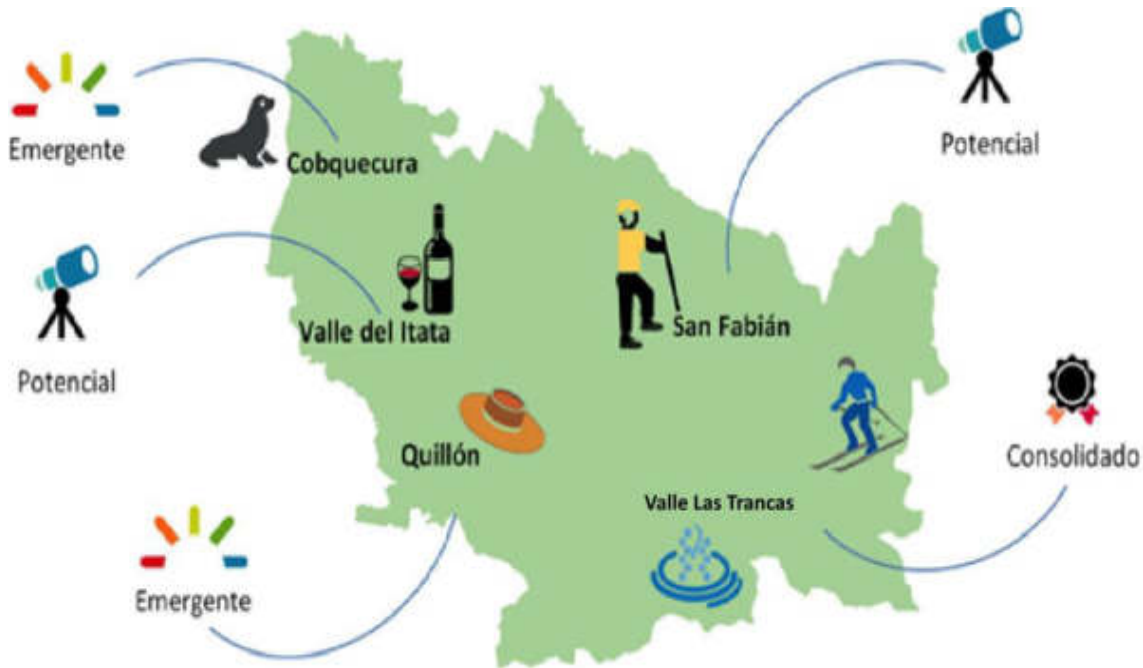 Emergente
Cobquecura
Potencial
Valle del Itata
Potencial
San Fabián
Quillón
Consolidado
Valle Las Trancas
Emergente